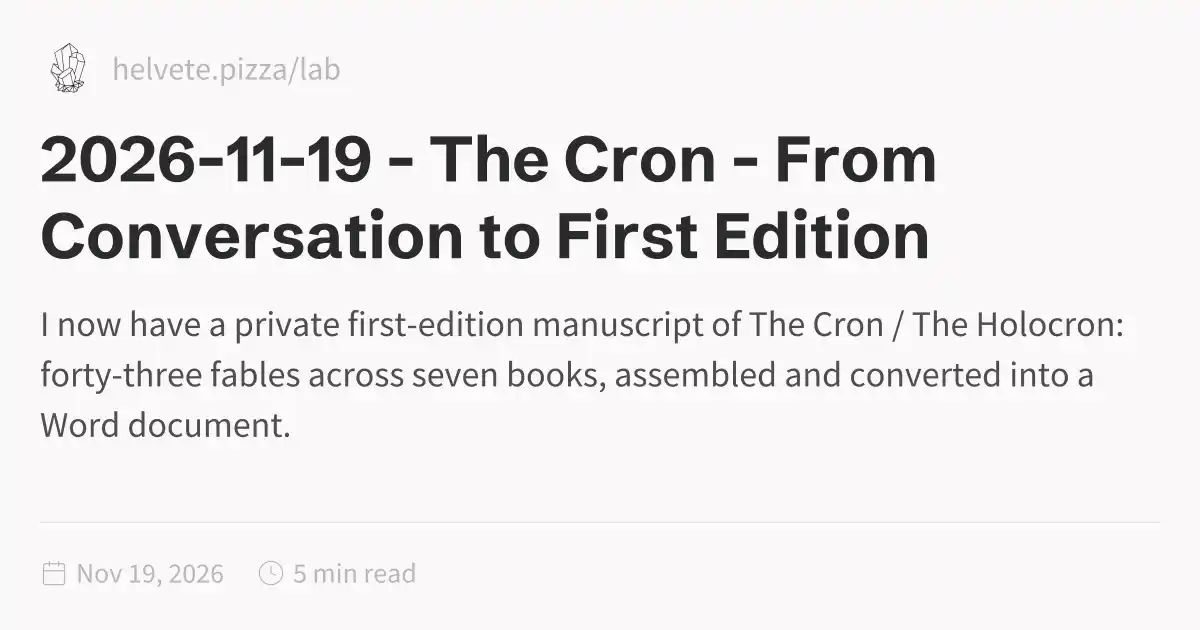 helvete.pizza/lab
2026-11-19 - The Cron - From
Conversation to First Edition
I now have a private first-edition manuscript of The Cron / The Holocron:
forty-three fables across seven books, assembled and converted into a
Word document.
Nov 19, 2026 5 min read